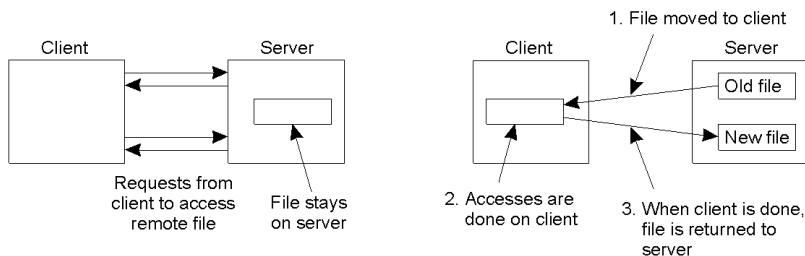 Client
Server
Requests from
client to access
remote file
File stays
on server
1. File moved to client
Client
Server
Old file
New file
2. Accesses are
done on client
3. When client is done,
file is returned to
server